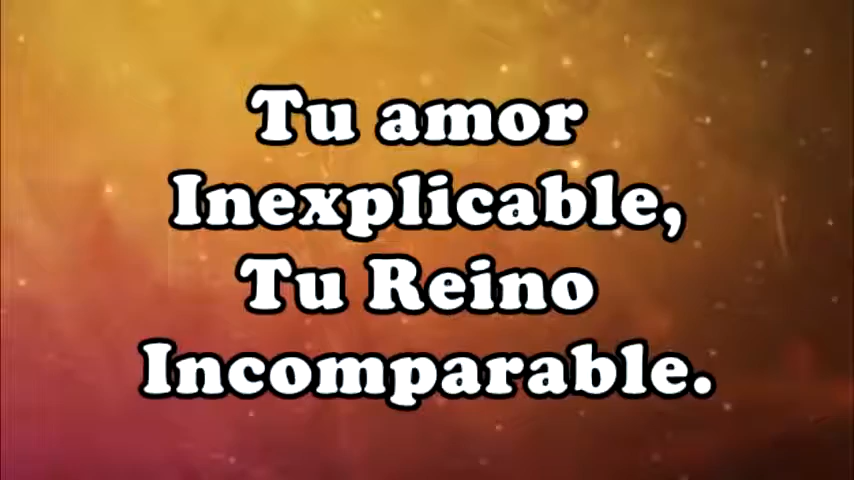 Tu amor
Inexplicable,
Tu Reino
Incomparable.